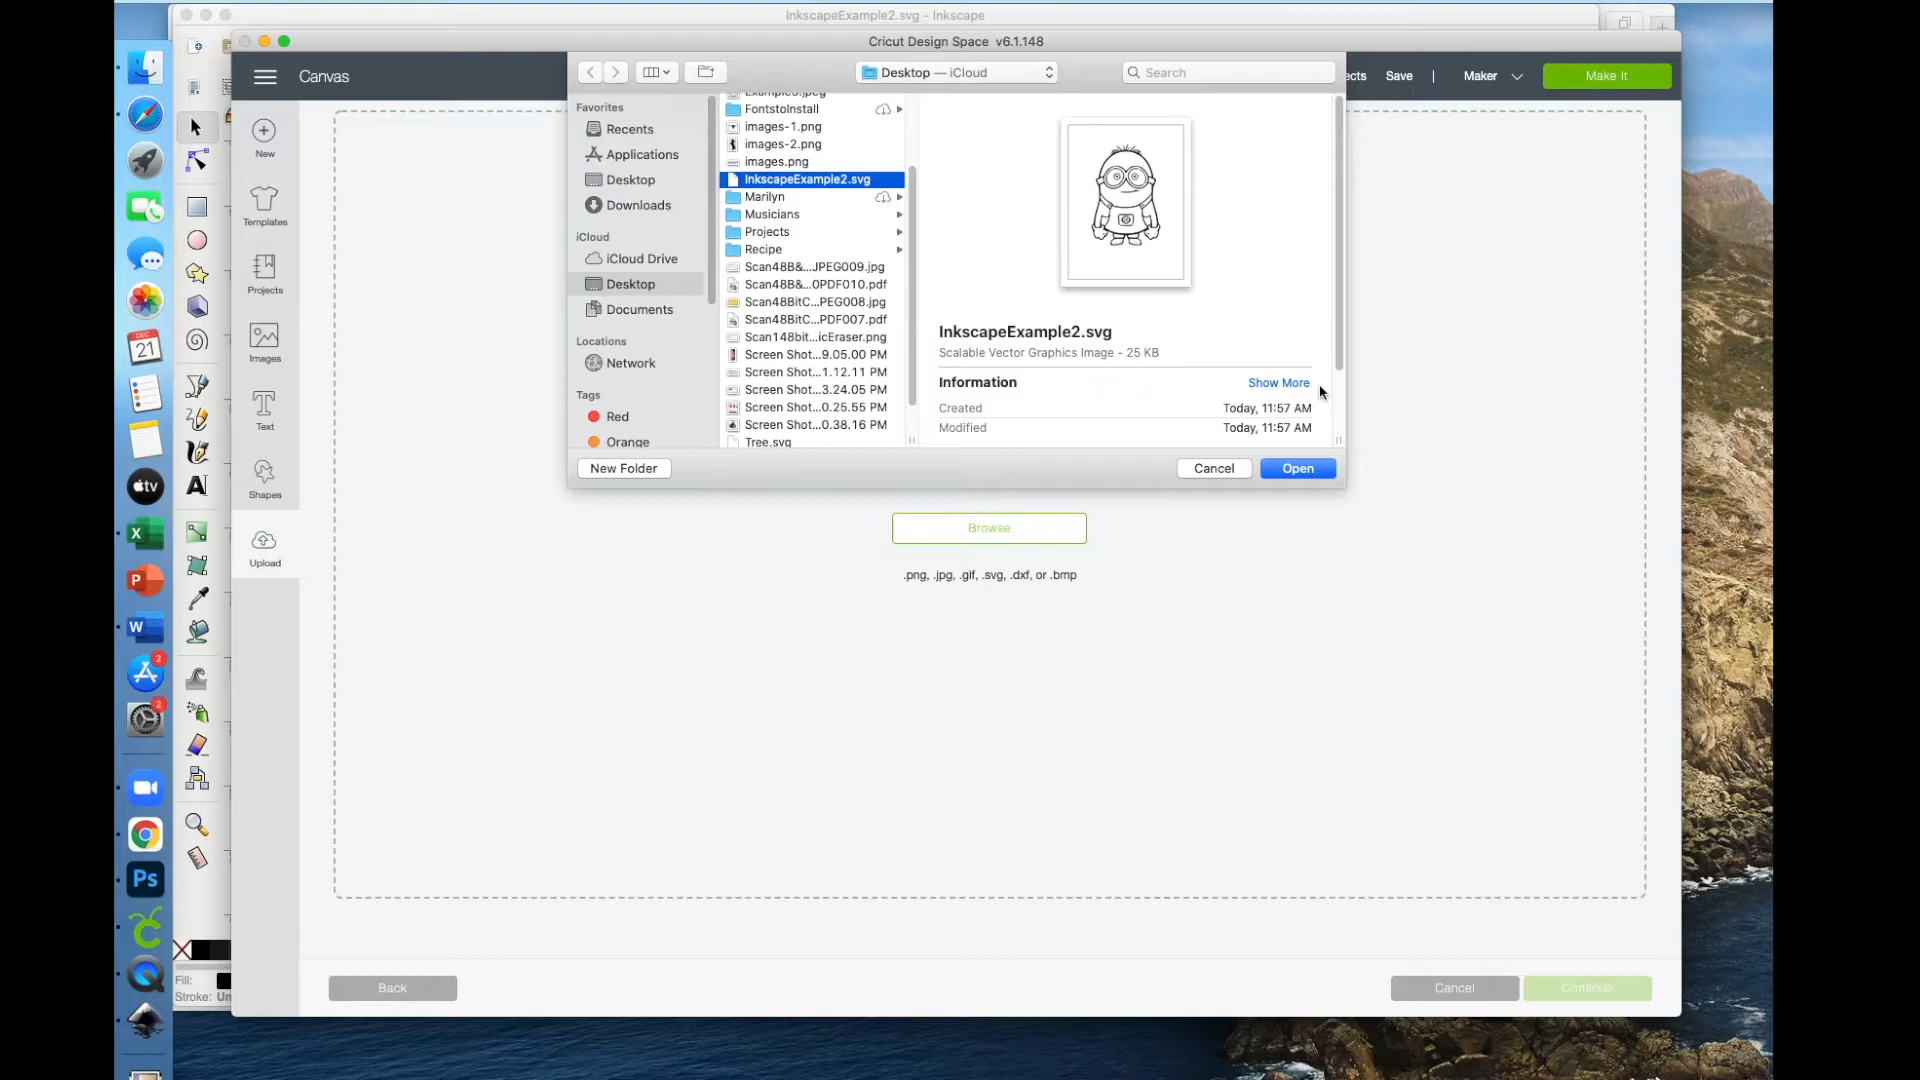 InkscapeExample2.svg - Inkscape
Cricut Design Space v6.1.148
Canvas
Desktop — iCloud
Search
Save
|
Maker
Make It
Favorites
Recents
Applications
Desktop
Downloads
iCloud
iCloud Drive
Desktop
Documents
Locations
Network
Tags
Red
Orange
FontstoInstall
images-1.png
images-2.png
images.png
InkscapeExample2.svg
Marilyn
Musicians
Projects
Recipe
Scan48B&...JPEG009.jpg
Scan48B&...0PDF010.pdf
Scan48BitC...PEG008.jpg
Scan48BitC...PDF007.pdf
Scan148bit...icEraser.png
Screen Shot...9.05.00 PM
Screen Shot...1.12.11 PM
Screen Shot...3.24.05 PM
Screen Shot...0.25.55 PM
Screen Shot...0.38.16 PM
Tree.svg
InkscapeExample2.svg
Scalable Vector Graphics Image - 25 KB
Information
Show More
Created
Today, 11:57 AM
Modified
Today, 11:57 AM
New Folder
Cancel
Open
New
Templates
Projects
Images
Text
Shapes
Upload
Browse
.png, .jpg, .gif, .svg, .dxf, or .bmp
Back
Cancel
Continue
DEC
21
tv
X
P
W
2
2
Ps
A
Fill:
Stroke: Un